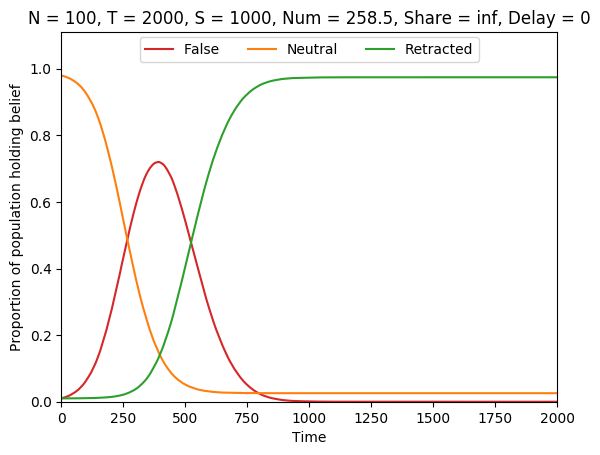 N = 100, T = 2000, S = 1000, Num = 258.5, Share = inf, Delay = 0
False Neutral Retracted
Proportion of population holding belief
1.0
0.8
0.6
0.4
0.2
0.0
0 250 500 750 1000 1250 1500 1750 2000
Time